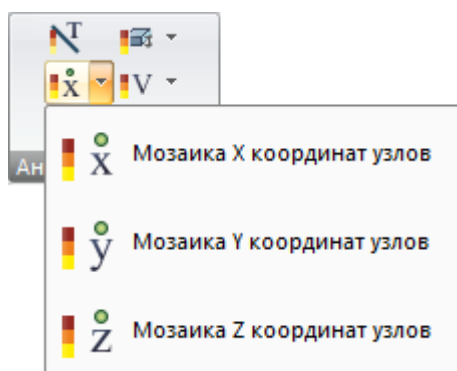 T
x
V
Ан
x Мозаика X координат узлов
y Мозаика Y координат узлов
z Мозаика Z координат узлов